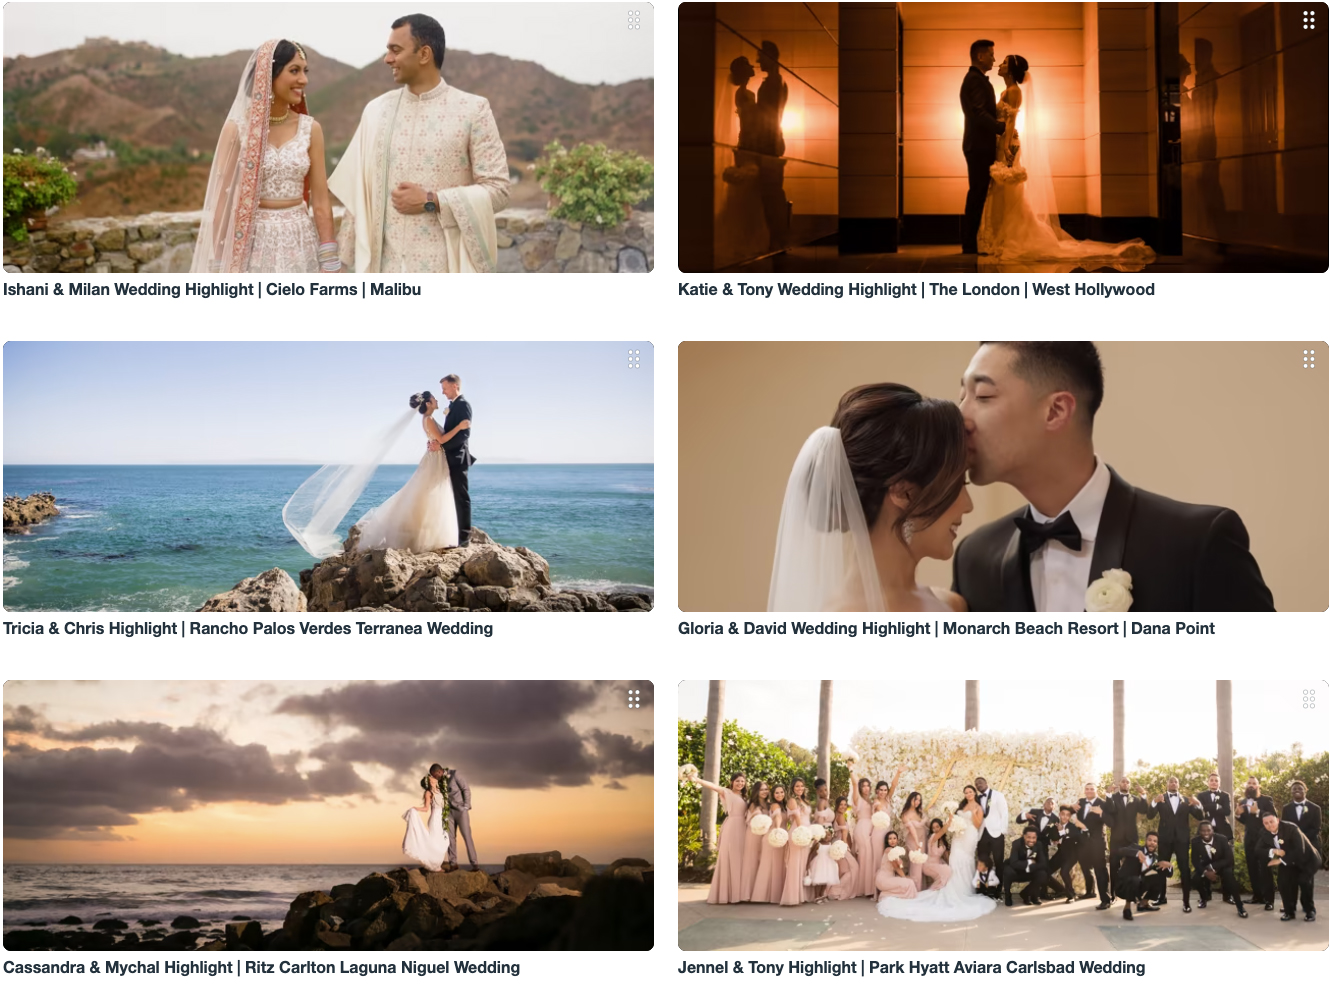 Ishani & Milan Wedding Highlight | Cielo Farms | Malibu
Katie & Tony Wedding Highlight | The London | West Hollywood
Tricia & Chris Highlight | Rancho Palos Verdes Terranea Wedding
Gloria & David Wedding Highlight | Monarch Beach Resort | Dana Point
Cassandra & Mychal Highlight | Ritz Carlton Laguna Niguel Wedding
Jennel & Tony Highlight | Park Hyatt Aviara Carlsbad Wedding